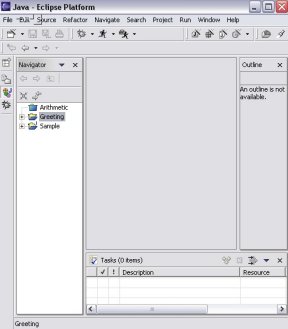 Java - Eclipse Platform
File Edit Source Refactor Navigate Search Project Run Window Help
Navigator
Outline
An outline is not
available.
Arithmetic
Greeting
Sample
Tasks (0 items)
! Description Resource
Greeting